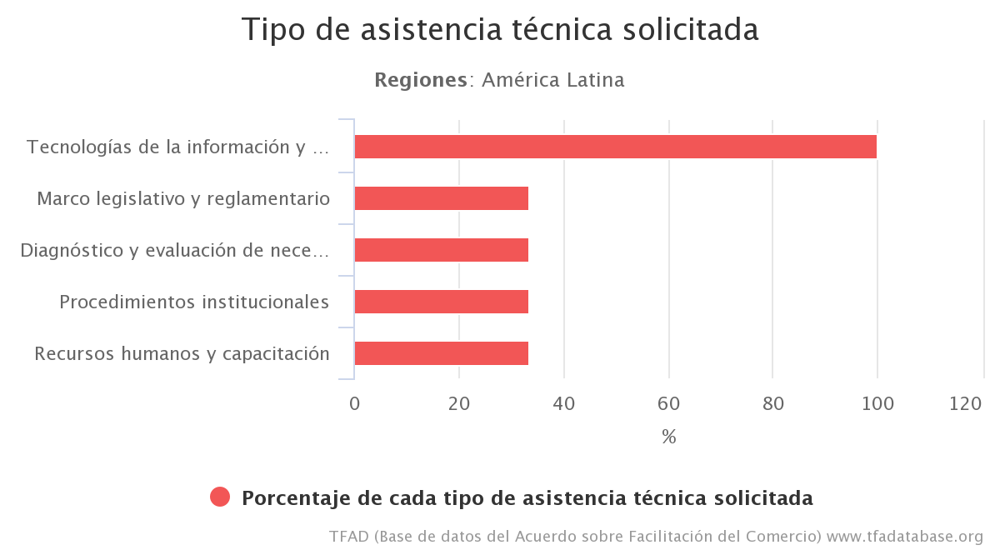 Tipo de asistencia técnica solicitada
Regiones: América Latina
Tecnologías de la información y ...
Marco legislativo y reglamentario
Diagnóstico y evaluación de nece...
Procedimientos institucionales
Recursos humanos y capacitación
0 20 40 60 80 100 120
%
Porcentaje de cada tipo de asistencia técnica solicitada
TFAD (Base de datos del Acuerdo sobre Facilitación del Comercio) www.tfadatabase.org